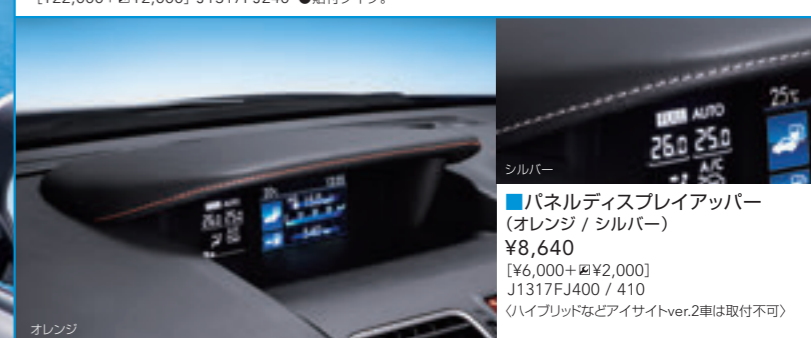 シルバー
FULL AUTO
25℃
26.0 25.0
A/C
■パネルディスプレイアッパー
(オレンジ / シルバー)
¥8,640
[¥6,000+¥2,000]
J1317FJ400 / 410
〈ハイブリッドなどアイサイトver.2車は取付不可〉
オレンジ